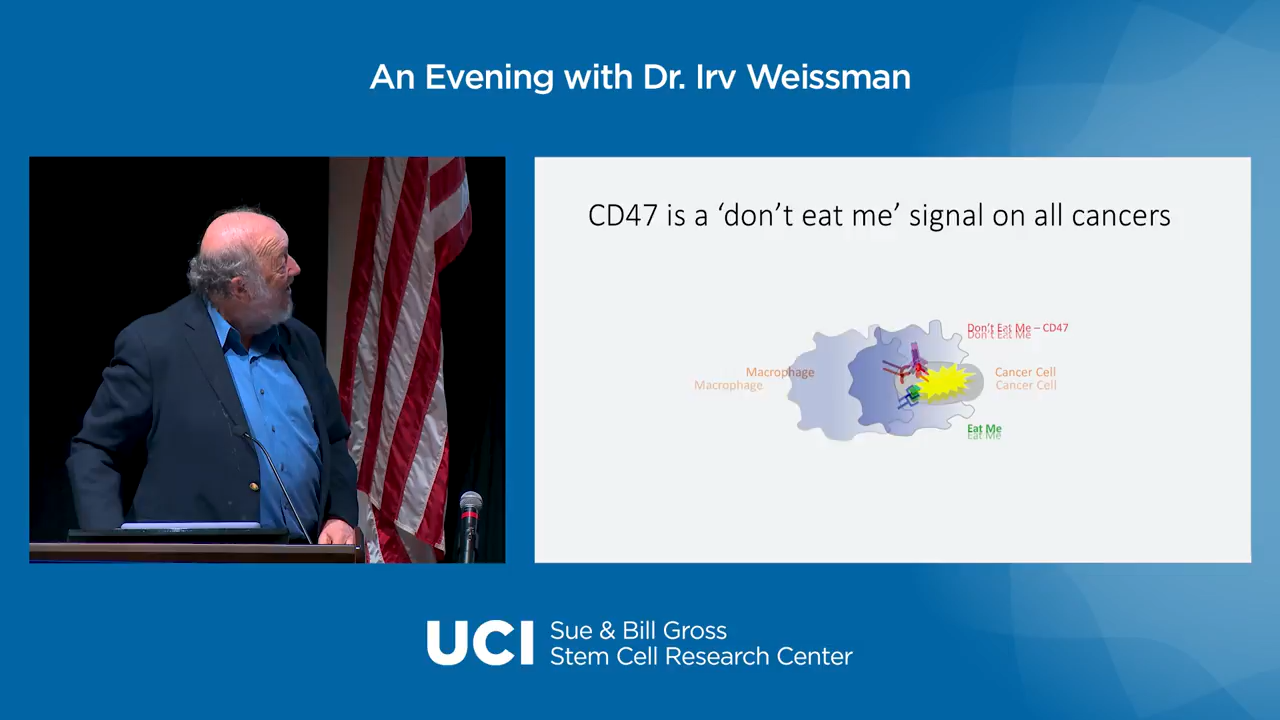 An Evening with Dr. Irv Weissman
CD47 is a ‘don’t eat me’ signal on all cancers
Don’t Eat Me – CD47
Don’t Eat Me
Macrophage
Macrophage
Cancer Cell
Cancer Cell
Eat Me
Eat Me
UCI
Sue & Bill Gross
Stem Cell Research Center